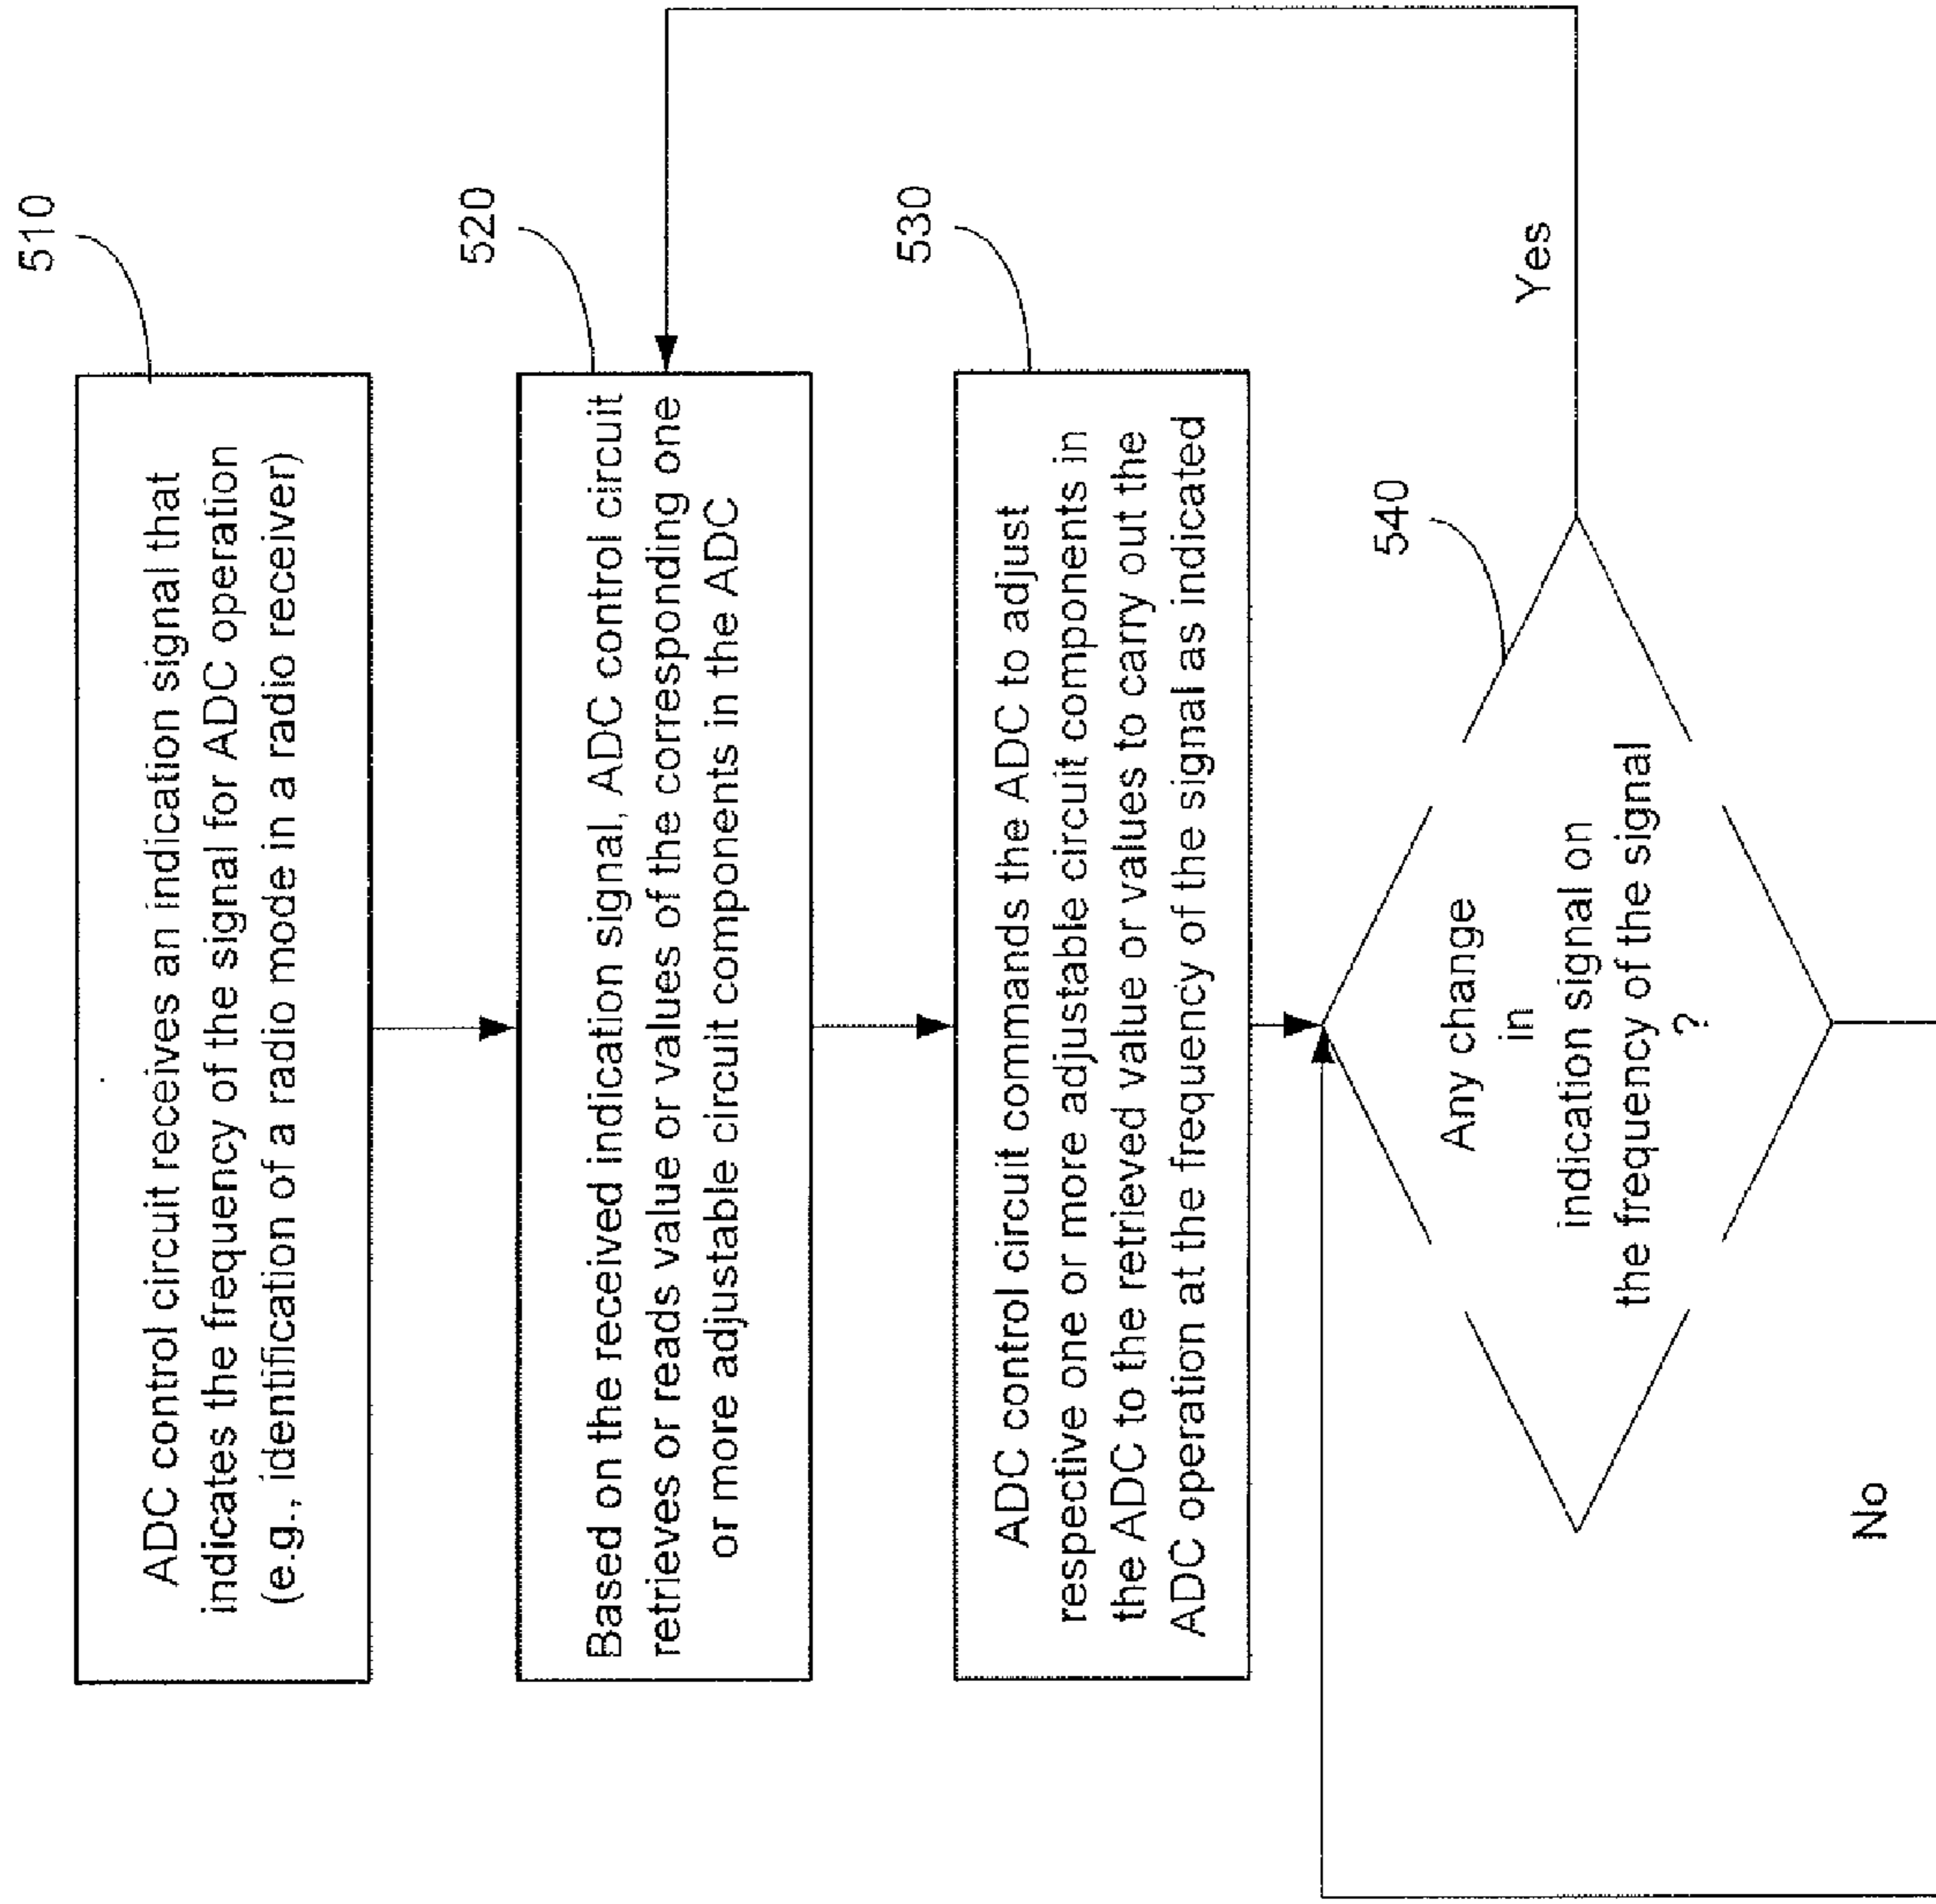 510
ADC control circuit receives an indication signal that
indicates the frequency of the signal for ADC operation
(e.g., identification of a radio mode in a radio receiver)
520
Based on the received indication signal, ADC control circuit
retrieves or reads value or values of the corresponding one
or more adjustable circuit components in the ADC
530
ADC control circuit commands the ADC to adjust
respective one or more adjustable circuit components in
the ADC to the retrieved value or values to carry out the
ADC operation at the frequency of the signal as indicated
540
Any change
in
indication signal on
the frequency of the signal
?
Yes
No